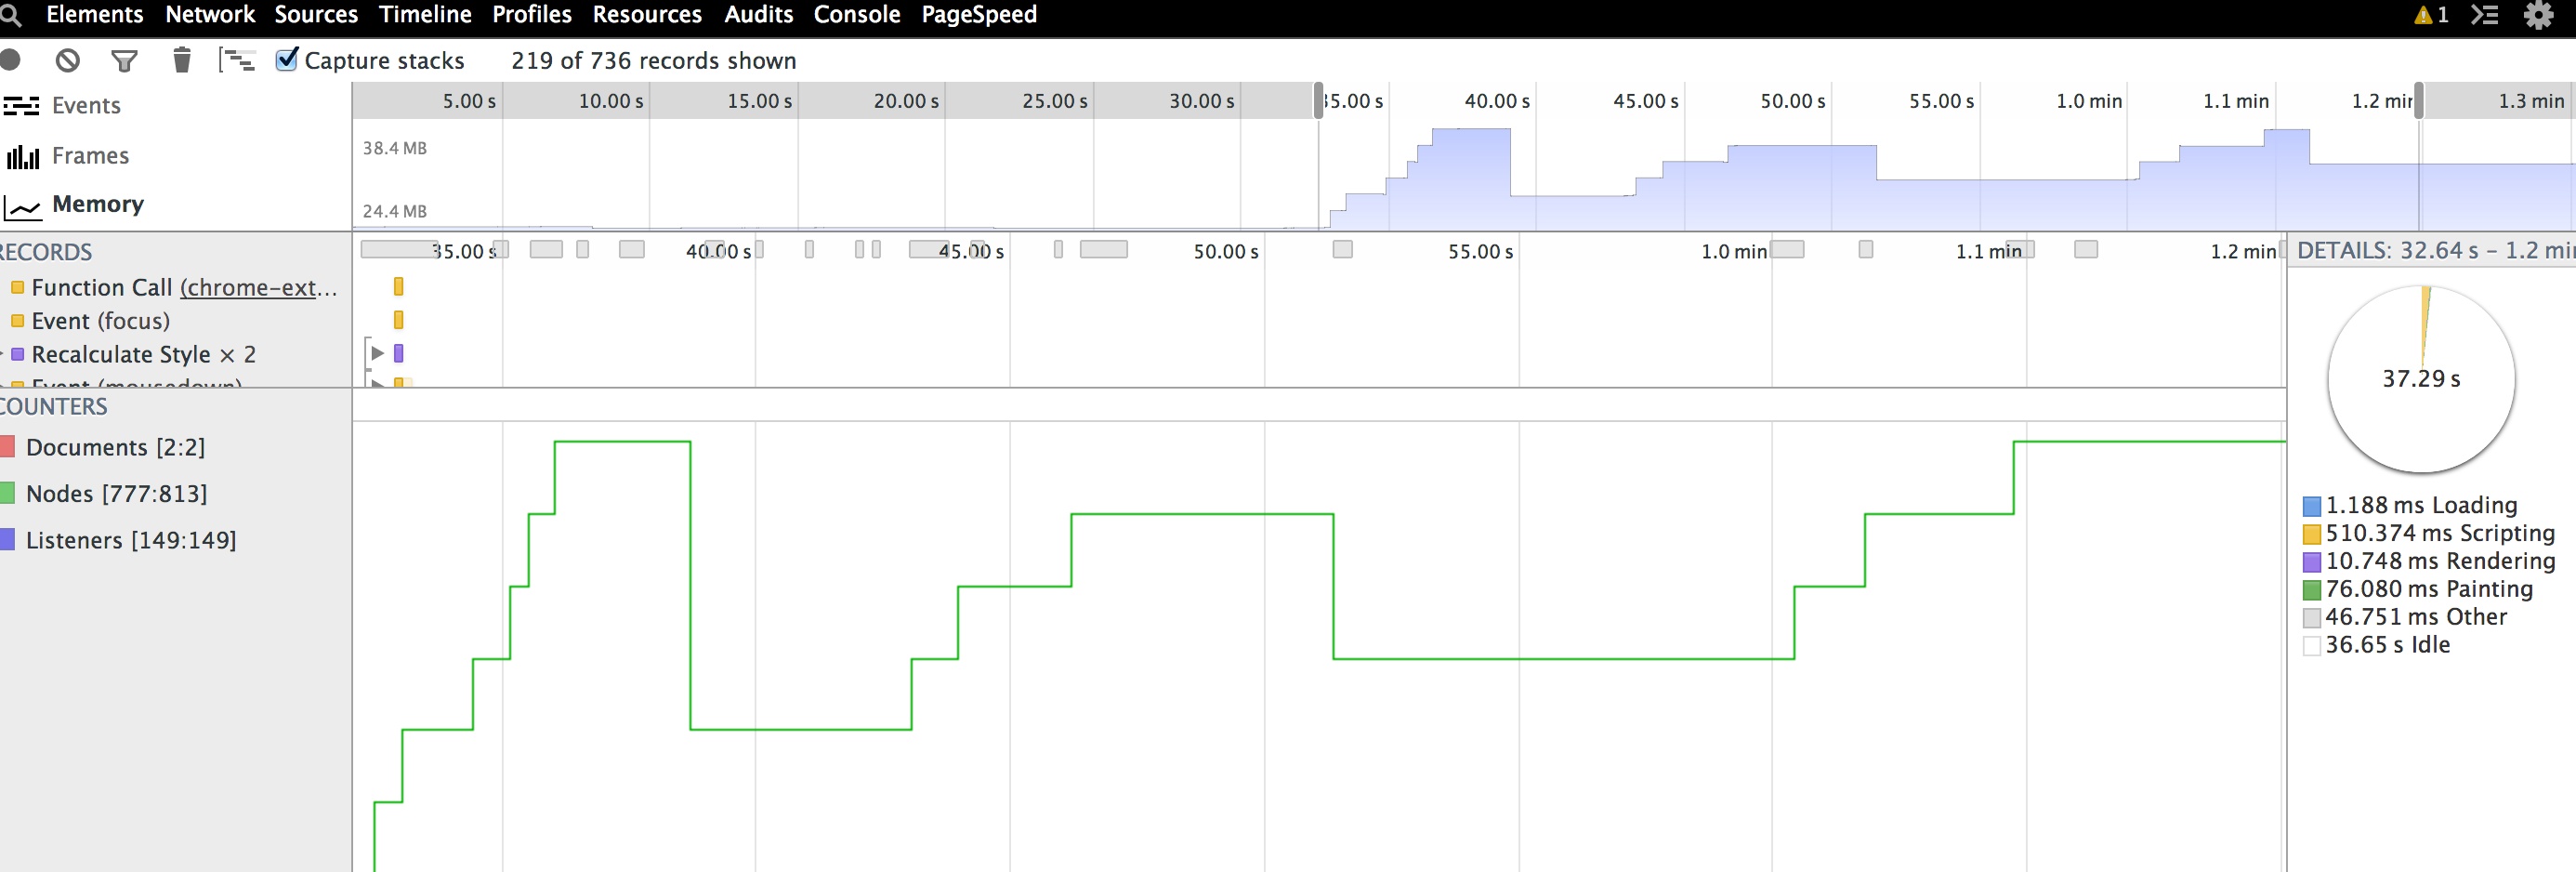 Elements Network Sources Timeline Profiles Resources Audits Console PageSpeed 1
Capture stacks 219 of 736 records shown
Events
5.00 s 10.00 s 15.00 s 20.00 s 25.00 s 30.00 s 35.00 s 40.00 s 45.00 s 50.00 s 55.00 s 1.0 min 1.1 min 1.2 min 1.3 min
Frames
38.4 MB
Memory
24.4 MB
RECORDS
35.00 s 40.00 s 45.00 s 50.00 s 55.00 s 1.0 min 1.1 min 1.2 min
DETAILS: 32.64 s – 1.2 min
Function Call (chrome-ext...
Event (focus)
Recalculate Style × 2
Event (mousedown)
37.29 s
COUNTERS
Documents [2:2]
Nodes [777:813]
Listeners [149:149]
1.188 ms Loading
510.374 ms Scripting
10.748 ms Rendering
76.080 ms Painting
46.751 ms Other
36.65 s Idle